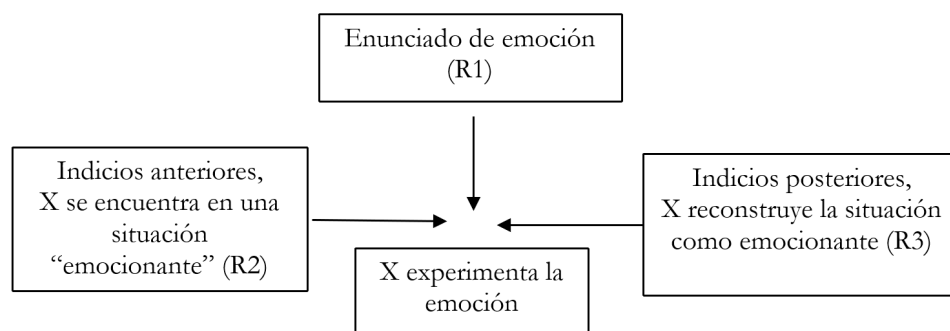 Enunciado de emoción
(R1)
Indicios anteriores,
X se encuentra en una
situación
“emocionante” (R2)
Indicios posteriores,
X reconstruye la situación
como emocionante (R3)
X experimenta la
emoción